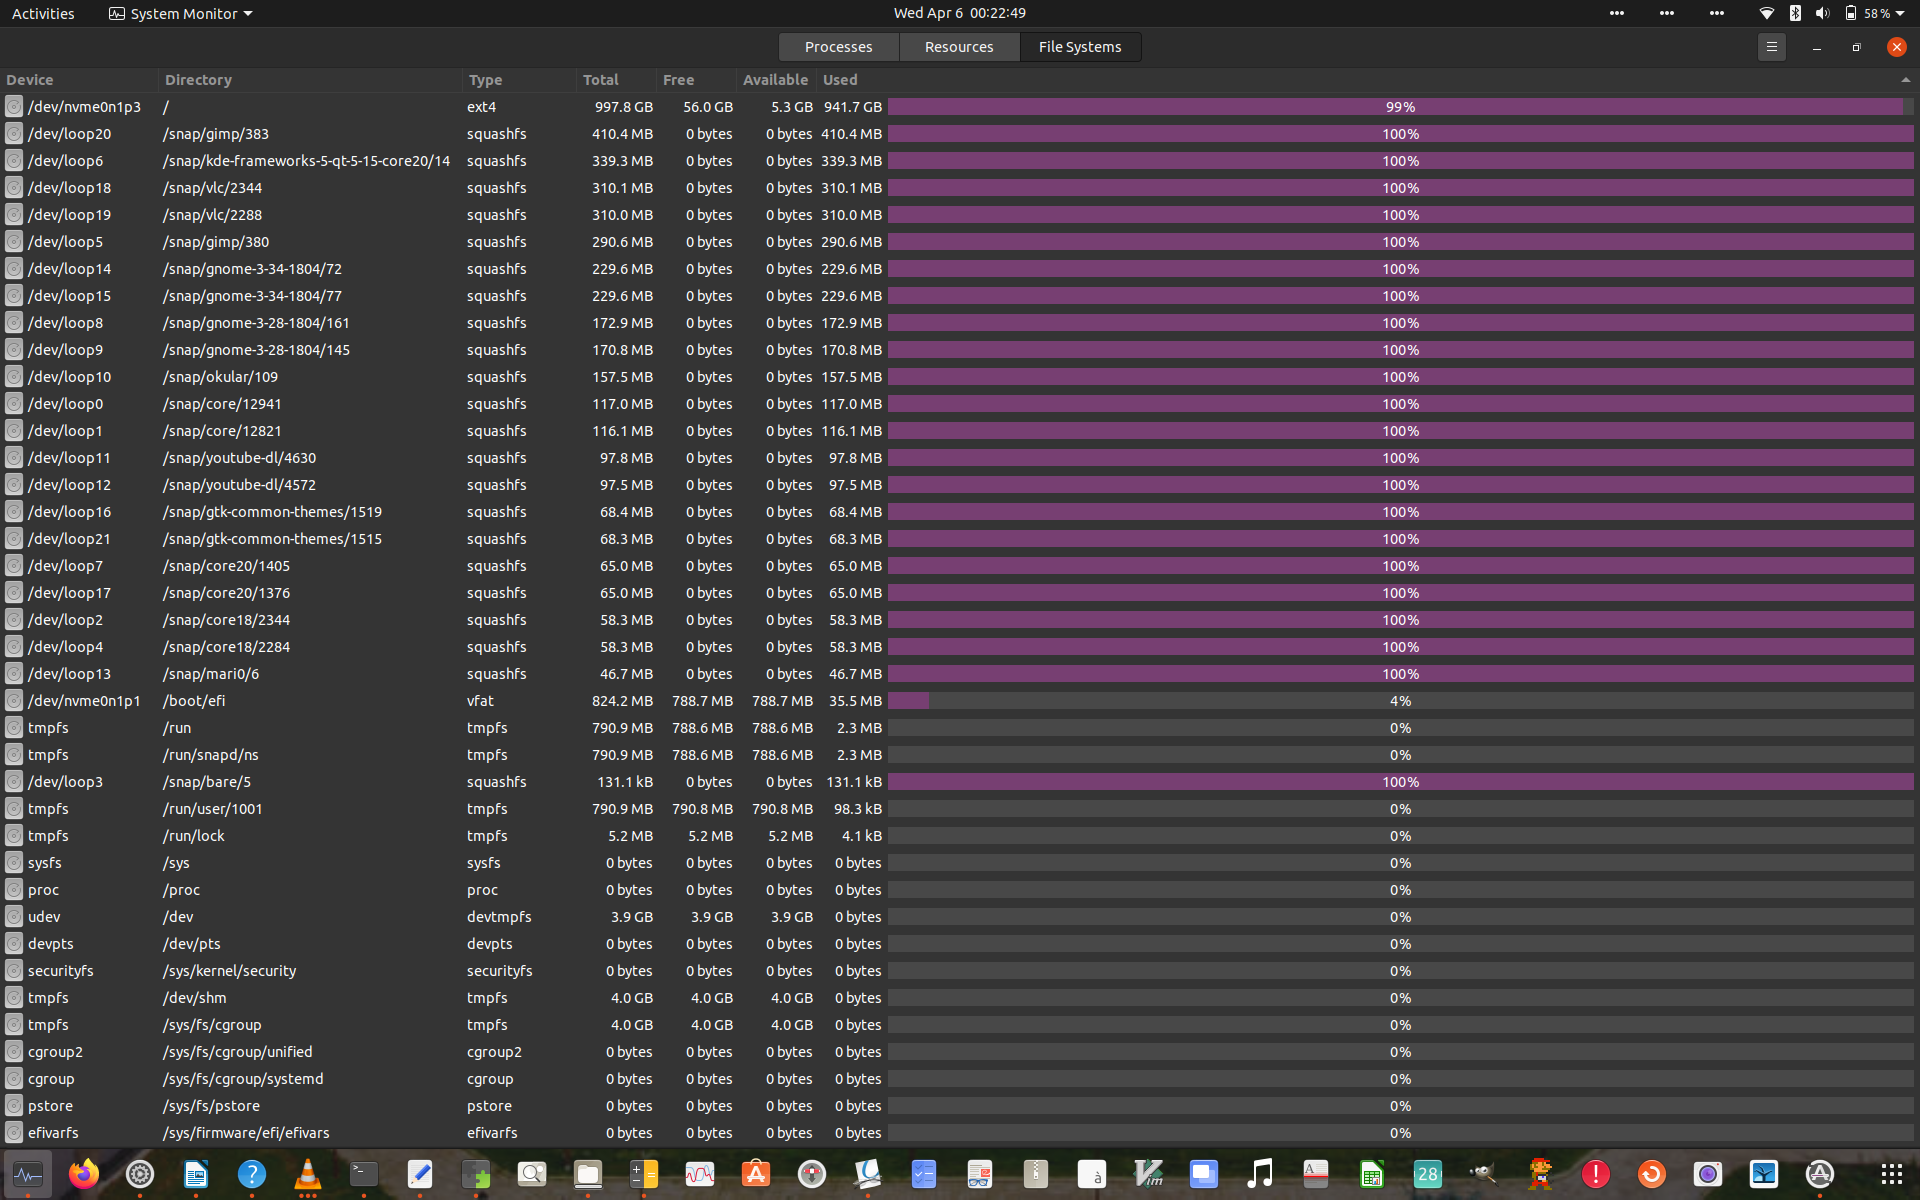 Activities System Monitor Wed Apr 6 00:22:49 58 %
Processes Resources File Systems
Device Directory Type Total Free Available Used
/dev/nvme0n1p3 / ext4 997.8 GB 56.0 GB 5.3 GB 941.7 GB 99%
/dev/loop20 /snap/gimp/383 squashfs 410.4 MB 0 bytes 0 bytes 410.4 MB 100%
/dev/loop6 /snap/kde-frameworks-5-qt-5-15-core20/14 squashfs 339.3 MB 0 bytes 0 bytes 339.3 MB 100%
/dev/loop18 /snap/vlc/2344 squashfs 310.1 MB 0 bytes 0 bytes 310.1 MB 100%
/dev/loop19 /snap/vlc/2288 squashfs 310.0 MB 0 bytes 0 bytes 310.0 MB 100%
/dev/loop5 /snap/gimp/380 squashfs 290.6 MB 0 bytes 0 bytes 290.6 MB 100%
/dev/loop14 /snap/gnome-3-34-1804/72 squashfs 229.6 MB 0 bytes 0 bytes 229.6 MB 100%
/dev/loop15 /snap/gnome-3-34-1804/77 squashfs 229.6 MB 0 bytes 0 bytes 229.6 MB 100%
/dev/loop8 /snap/gnome-3-28-1804/161 squashfs 172.9 MB 0 bytes 0 bytes 172.9 MB 100%
/dev/loop9 /snap/gnome-3-28-1804/145 squashfs 170.8 MB 0 bytes 0 bytes 170.8 MB 100%
/dev/loop10 /snap/okular/109 squashfs 157.5 MB 0 bytes 0 bytes 157.5 MB 100%
/dev/loop0 /snap/core/12941 squashfs 117.0 MB 0 bytes 0 bytes 117.0 MB 100%
/dev/loop1 /snap/core/12821 squashfs 116.1 MB 0 bytes 0 bytes 116.1 MB 100%
/dev/loop11 /snap/youtube-dl/4630 squashfs 97.8 MB 0 bytes 0 bytes 97.8 MB 100%
/dev/loop12 /snap/youtube-dl/4572 squashfs 97.5 MB 0 bytes 0 bytes 97.5 MB 100%
/dev/loop16 /snap/gtk-common-themes/1519 squashfs 68.4 MB 0 bytes 0 bytes 68.4 MB 100%
/dev/loop21 /snap/gtk-common-themes/1515 squashfs 68.3 MB 0 bytes 0 bytes 68.3 MB 100%
/dev/loop7 /snap/core20/1405 squashfs 65.0 MB 0 bytes 0 bytes 65.0 MB 100%
/dev/loop17 /snap/core20/1376 squashfs 65.0 MB 0 bytes 0 bytes 65.0 MB 100%
/dev/loop2 /snap/core18/2344 squashfs 58.3 MB 0 bytes 0 bytes 58.3 MB 100%
/dev/loop4 /snap/core18/2284 squashfs 58.3 MB 0 bytes 0 bytes 58.3 MB 100%
/dev/loop13 /snap/mari0/6 squashfs 46.7 MB 0 bytes 0 bytes 46.7 MB 100%
/dev/nvme0n1p1 /boot/efi vfat 824.2 MB 788.7 MB 788.7 MB 35.5 MB 4%
tmpfs /run tmpfs 790.9 MB 788.6 MB 788.6 MB 2.3 MB 0%
tmpfs /run/snapd/ns tmpfs 790.9 MB 788.6 MB 788.6 MB 2.3 MB 0%
/dev/loop3 /snap/bare/5 squashfs 131.1 kB 0 bytes 0 bytes 131.1 kB 100%
tmpfs /run/user/1001 tmpfs 790.9 MB 790.8 MB 790.8 MB 98.3 kB 0%
tmpfs /run/lock tmpfs 5.2 MB 5.2 MB 5.2 MB 4.1 kB 0%
sysfs /sys sysfs 0 bytes 0 bytes 0 bytes 0 bytes 0%
proc /proc proc 0 bytes 0 bytes 0 bytes 0 bytes 0%
udev /dev devtmpfs 3.9 GB 3.9 GB 3.9 GB 0 bytes 0%
devpts /dev/pts devpts 0 bytes 0 bytes 0 bytes 0 bytes 0%
securityfs /sys/kernel/security securityfs 0 bytes 0 bytes 0 bytes 0 bytes 0%
tmpfs /dev/shm tmpfs 4.0 GB 4.0 GB 4.0 GB 0 bytes 0%
tmpfs /sys/fs/cgroup tmpfs 4.0 GB 4.0 GB 4.0 GB 0 bytes 0%
cgroup2 /sys/fs/cgroup/unified cgroup2 0 bytes 0 bytes 0 bytes 0 bytes 0%
cgroup /sys/fs/cgroup/systemd cgroup 0 bytes 0 bytes 0 bytes 0 bytes 0%
pstore /sys/fs/pstore pstore 0 bytes 0 bytes 0 bytes 0 bytes 0%
efivarfs /sys/firmware/efi/efivars efivarfs 0 bytes 0 bytes 0 bytes 0 bytes 0%
à Vim 28